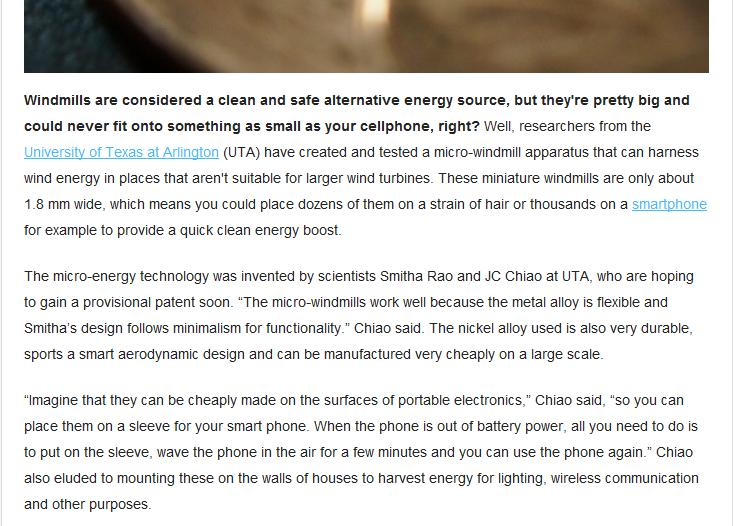 Windmills are considered a clean and safe alternative energy source, but they're pretty big and
could never fit onto something as small as your cellphone, right? Well, researchers from the
University of Texas at Arlington (UTA) have created and tested a micro-windmill apparatus that can harness
wind energy in places that aren't suitable for larger wind turbines. These miniature windmills are only about
1.8 mm wide, which means you could place dozens of them on a strain of hair or thousands on a smartphone
for example to provide a quick clean energy boost.
The micro-energy technology was invented by scientists Smitha Rao and JC Chiao at UTA, who are hoping
to gain a provisional patent soon. “The micro-windmills work well because the metal alloy is flexible and
Smitha’s design follows minimalism for functionality.” Chiao said. The nickel alloy used is also very durable,
sports a smart aerodynamic design and can be manufactured very cheaply on a large scale.
“Imagine that they can be cheaply made on the surfaces of portable electronics,” Chiao said, “so you can
place them on a sleeve for your smart phone. When the phone is out of battery power, all you need to do is
to put on the sleeve, wave the phone in the air for a few minutes and you can use the phone again.” Chiao
also eluded to mounting these on the walls of houses to harvest energy for lighting, wireless communication
and other purposes.